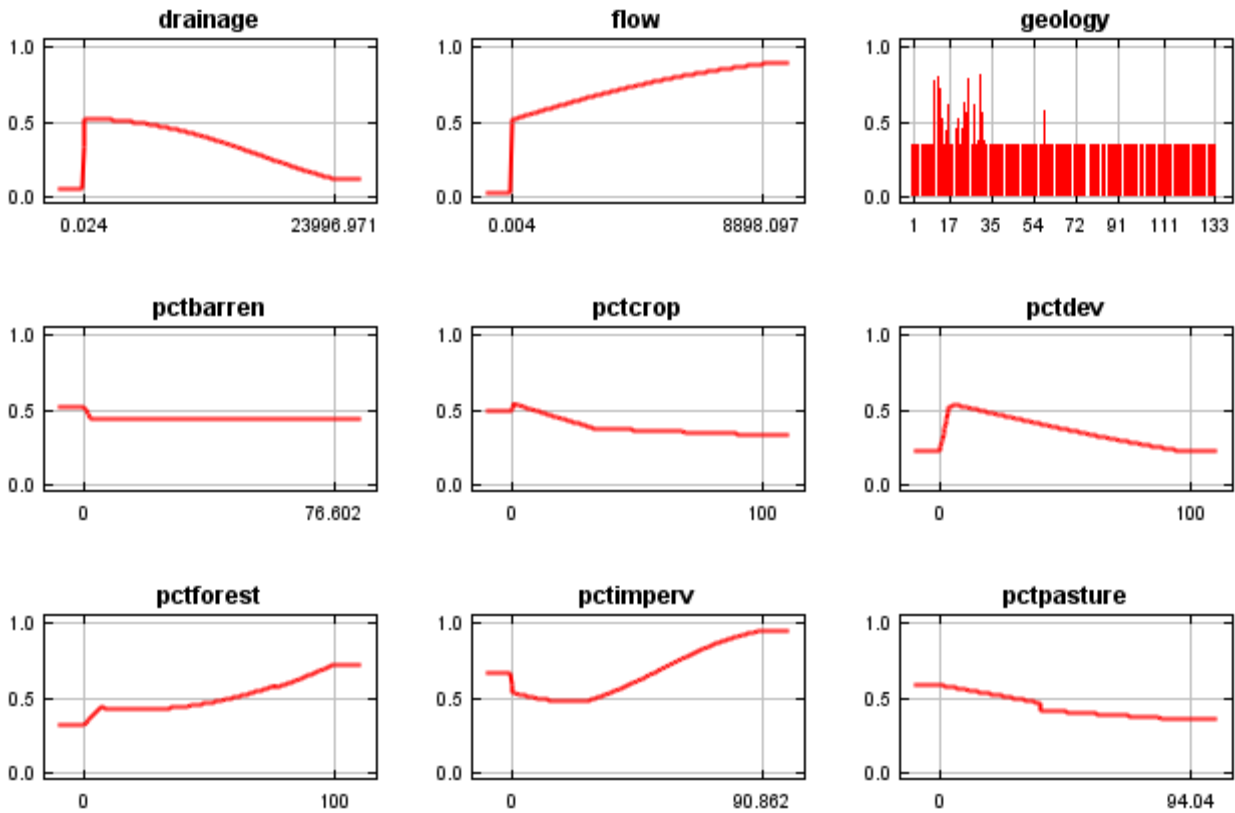 drainage flow geology
1.0 1.0 1.0
0.5 0.5 0.5
0.0 0.0 0.0
0.024 23996.971 0.004 8898.097 1 17 35 54 72 91 111 133
pctbarren pctcrop pctdev
1.0 1.0 1.0
0.5 0.5 0.5
0.0 0.0 0.0
0 76.602 0 100 0 100
pctforest pctimperv pctpasture
1.0 1.0 1.0
0.5 0.5 0.5
0.0 0.0 0.0
0 100 0 90.862 0 94.04